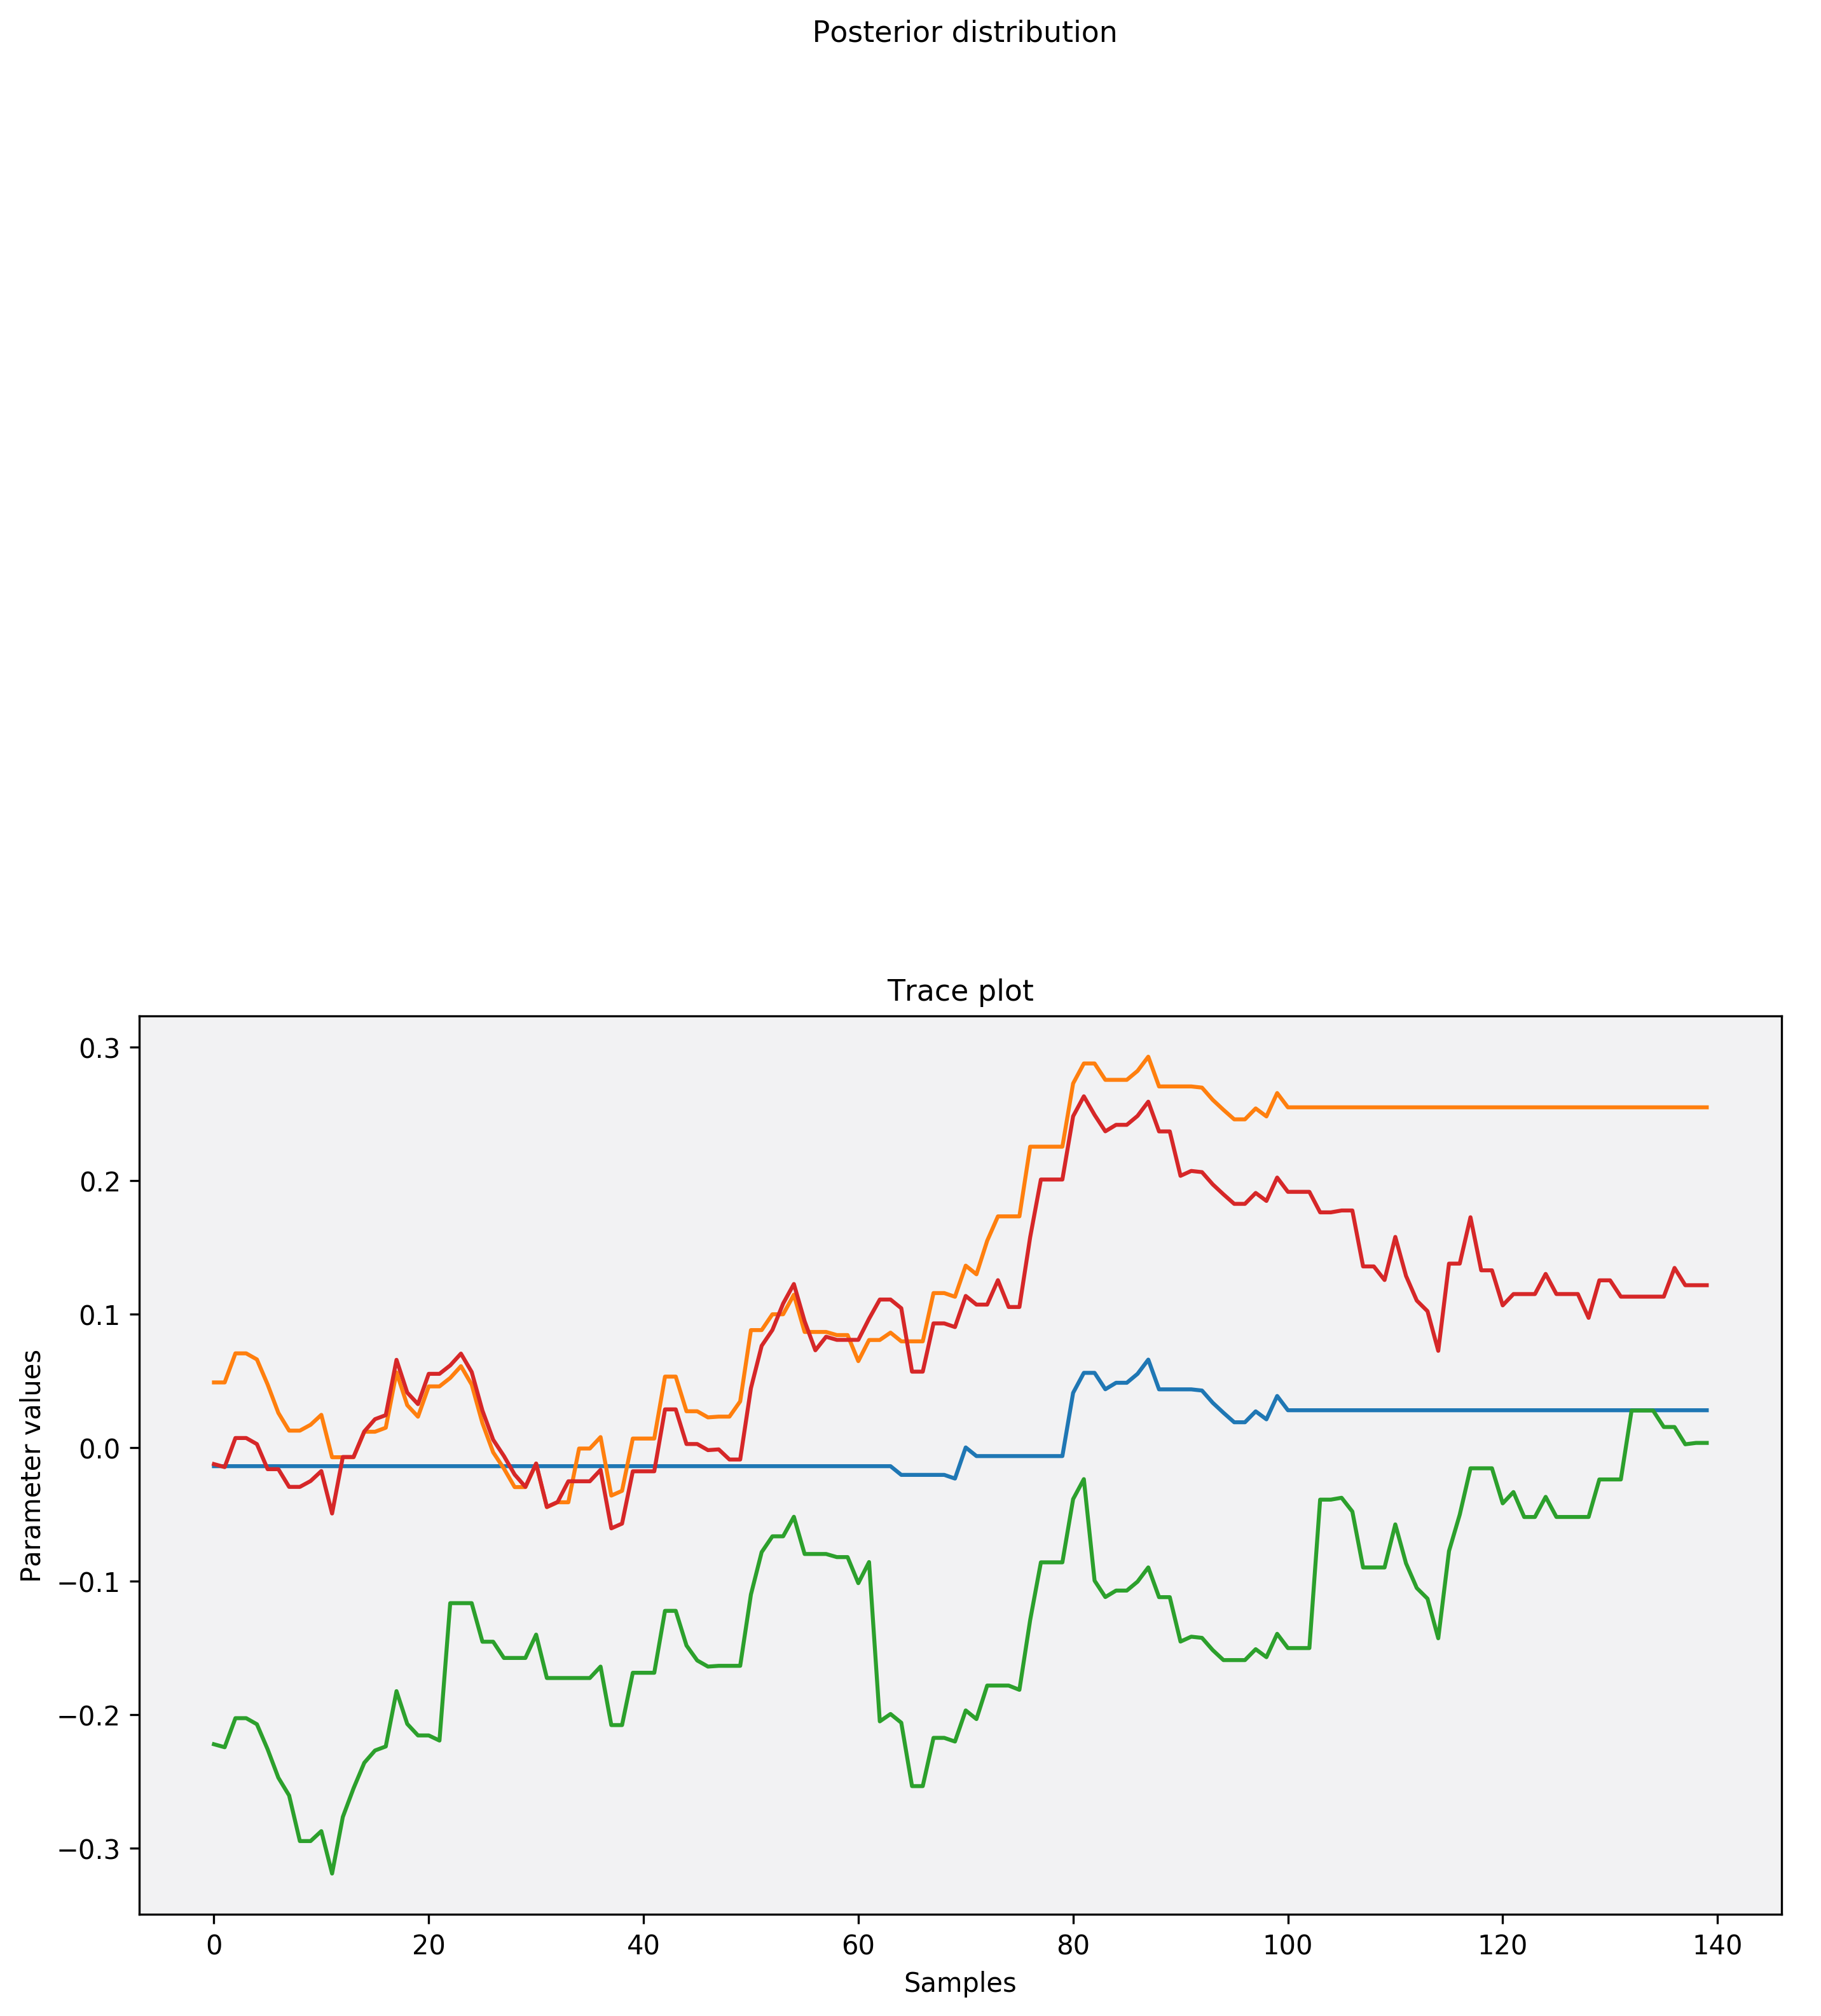 Posterior distribution
Trace plot
0.3
0.2
0.1
0.0
−0.1
−0.2
−0.3
Parameter values
0 20 40 60 80 100 120 140
Samples